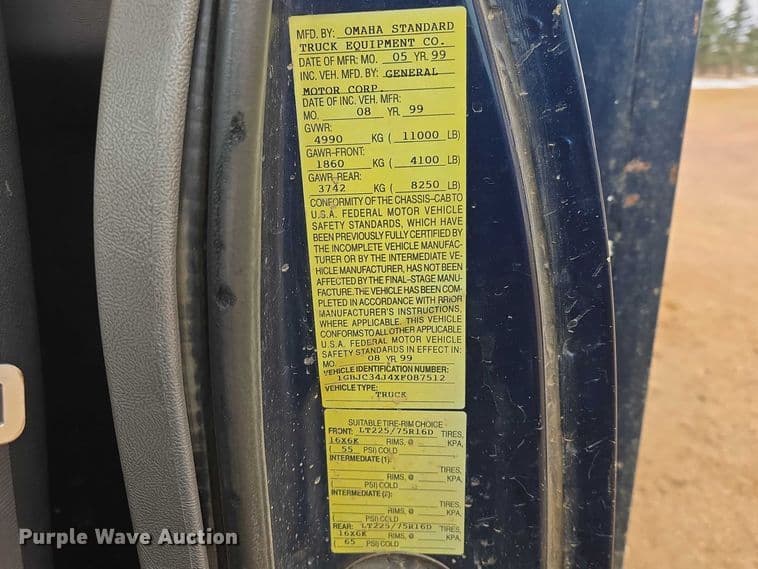 MFD. BY: OMAHA STANDARD
TRUCK EQUIPMENT CO.
DATE OF MFR: MO. 05 YR. 99
INC. VEH. MFD. BY: GENERAL
MOTOR CORP.
DATE OF INC. VEH. MFR:
MO. 08 YR. 99
GVWR:
4990 KG ( 11000 LB)
GAWR-FRONT:
1860 KG ( 4100 LB)
GAWR-REAR:
3742 KG ( 8250 LB)
CONFORMITY OF THE CHASSIS-CAB TO
U.S.A. FEDERAL MOTOR VEHICLE
SAFETY STANDARDS, WHICH HAVE
BEEN PREVIOUSLY FULLY CERTIFIED BY
THE INCOMPLETE VEHICLE MANUFAC-
TURER OR BY THE INTERMEDIATE VE-
HICLE MANUFACTURER, HAS NOT BEEN
AFFECTED BY THE FINAL-STAGE MANU-
FACTURE. THE VEHICLE HAS BEEN COM-
PLETED IN ACCORDANCE WITH PRIOR
MANUFACTURER'S INSTRUCTIONS,
WHERE APPLICABLE. THIS VEHICLE
CONFORMS TO ALL OTHER APPLICABLE
U.S.A. FEDERAL MOTOR VEHICLE
SAFETY STANDARDS IN EFFECT IN:
MO. 08 YR 99
VEHICLE IDENTIFICATION NUMBER:
1GBJC34J4XF087512
VEHICLE TYPE:
TRUCK
SUITABLE TIRE-RIM CHOICE
FRONT: LT225/75R16D TIRES,
16X6K RIMS, @ KPA,
( 55 PSI) COLD
INTERMEDIATE (1):
TIRES,
RIMS, @ KPA,
( PSI) COLD
INTERMEDIATE (2):
TIRES,
RIMS, @ KPA,
( PSI) COLD
REAR: LT225/75R16D TIRES,
16X6K RIMS, @ KPA,
( 65 PSI) COLD
Purple Wave Auction